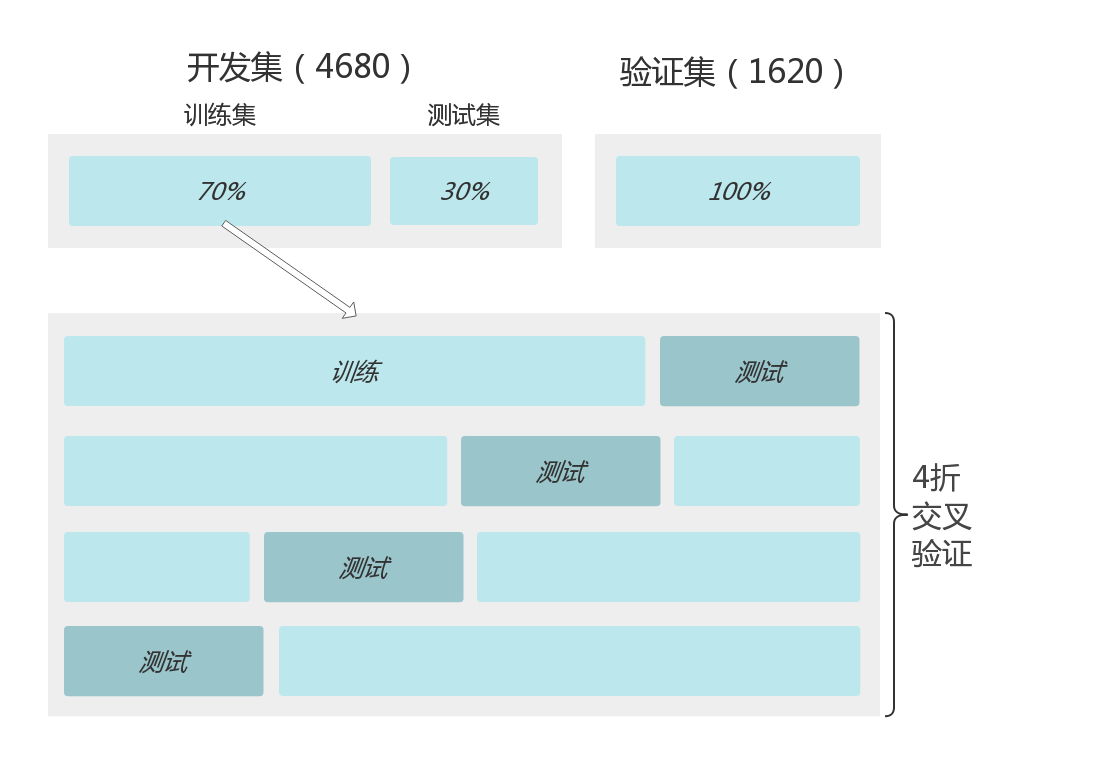 开发集（4680）
验证集（1620）
训练集
测试集
70%
30%
100%
训练
测试
测试
测试
测试
4折
交叉
验证